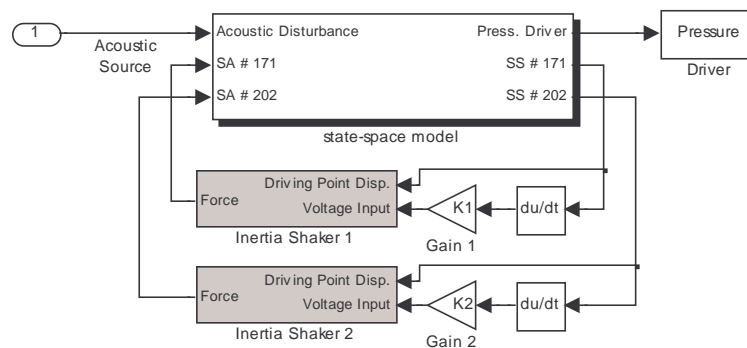 1
Acoustic
Source
Acoustic Disturbance
Press. Driver
SA # 171
SS # 171
SA # 202
SS # 202
state-space model
Pressure
Driver
Driving Point Disp.
Force
Voltage Input
Inertia Shaker 1
K1
Gain 1
du/dt
Driving Point Disp.
Force
Voltage Input
Inertia Shaker 2
K2
Gain 2
du/dt